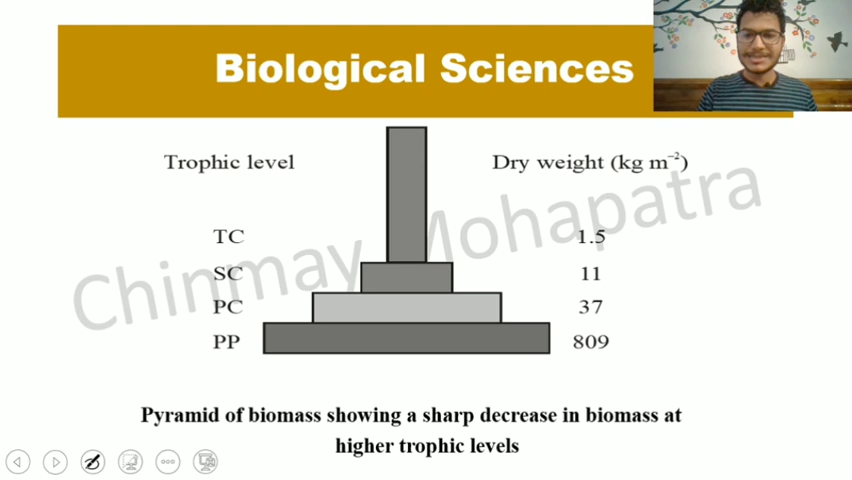 Biological Sciences
Trophic level Dry weight (kg m⁻²)
TC 1.5
SC 11
PC 37
PP 809
Chinmay Mohapatra
Pyramid of biomass showing a sharp decrease in biomass at
higher trophic levels